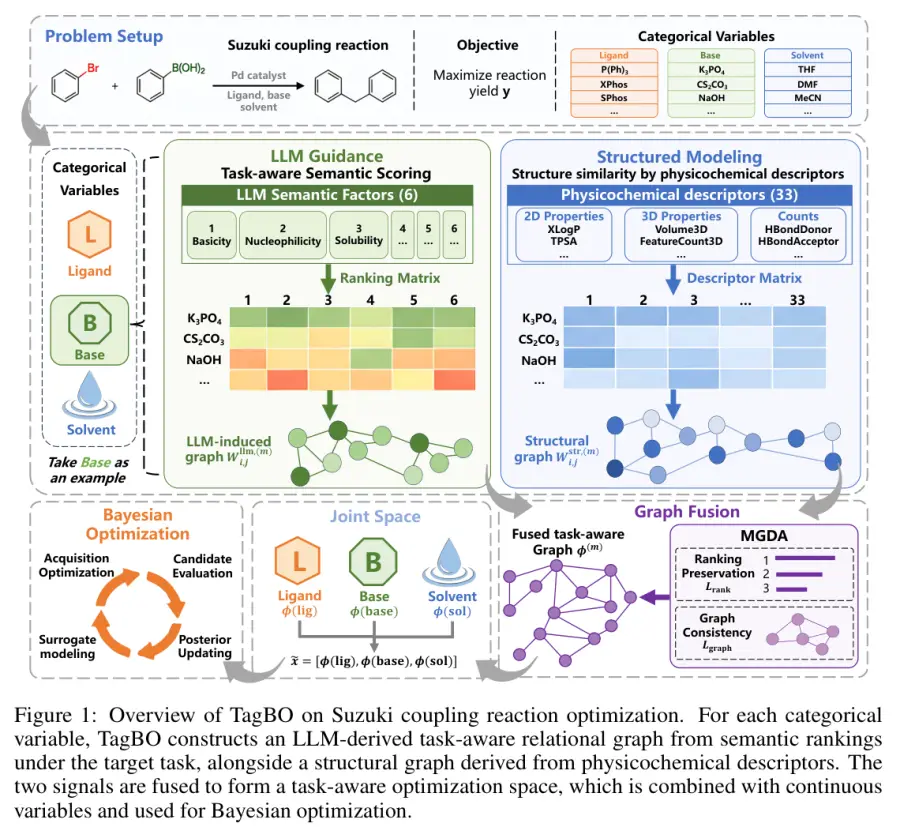 Problem Setup
Suzuki coupling reaction
Br
+
B(OH)₂
Pd catalyst
Ligand, base
solvent
Objective
Maximize reaction
yield y
Categorical Variables
Ligand
P(Ph)₃
XPhos
SPhos
...
Base
K₃PO₄
CS₂CO₃
NaOH
...
Solvent
THF
DMF
MeCN
...
Categorical
Variables
L
Ligand
B
Base
Solvent
Take Base as
an example
LLM Guidance
Task-aware Semantic Scoring
LLM Semantic Factors (6)
1
Basicity
2
Nucleophilicity
3
Solubility
4
...
5
...
6
...
Ranking Matrix
1 2 3 4 5 6
K₃PO₄
CS₂CO₃
NaOH
...
LLM-induced
graph W_{i,j}^{llm,(m)}
Structured Modeling
Structure similarity by physicochemical descriptors
Physicochemical descriptors (33)
2D Properties
XLogP
TPSA
...
3D Properties
Volume3D
FeatureCount3D
...
Counts
HBondDonor
HBondAcceptor
...
Descriptor Matrix
1 2 3 ... 33
K₃PO₄
CS₂CO₃
NaOH
...
Structural
graph W_{i,j}^{str,(m)}
Bayesian
Optimization
Acquisition
Optimization
Candidate
Evaluation
Surrogate
modeling
Posterior
Updating
Joint Space
L
Ligand
ϕ(lig)
B
Base
ϕ(base)
Solvent
ϕ(sol)
x̃ = [ϕ(lig), ϕ(base), ϕ(sol)]
Graph Fusion
Fused task-aware
Graph ϕ^{(m)}
MGDA
Ranking
Preservation
L_{rank}
1
2
3
Graph
Consistency
L_{graph}
Figure 1: Overview of TagBO on Suzuki coupling reaction optimization. For each categorical
variable, TagBO constructs an LLM-derived task-aware relational graph from semantic rankings
under the target task, alongside a structural graph derived from physicochemical descriptors. The
two signals are fused to form a task-aware optimization space, which is combined with continuous
variables and used for Bayesian optimization.